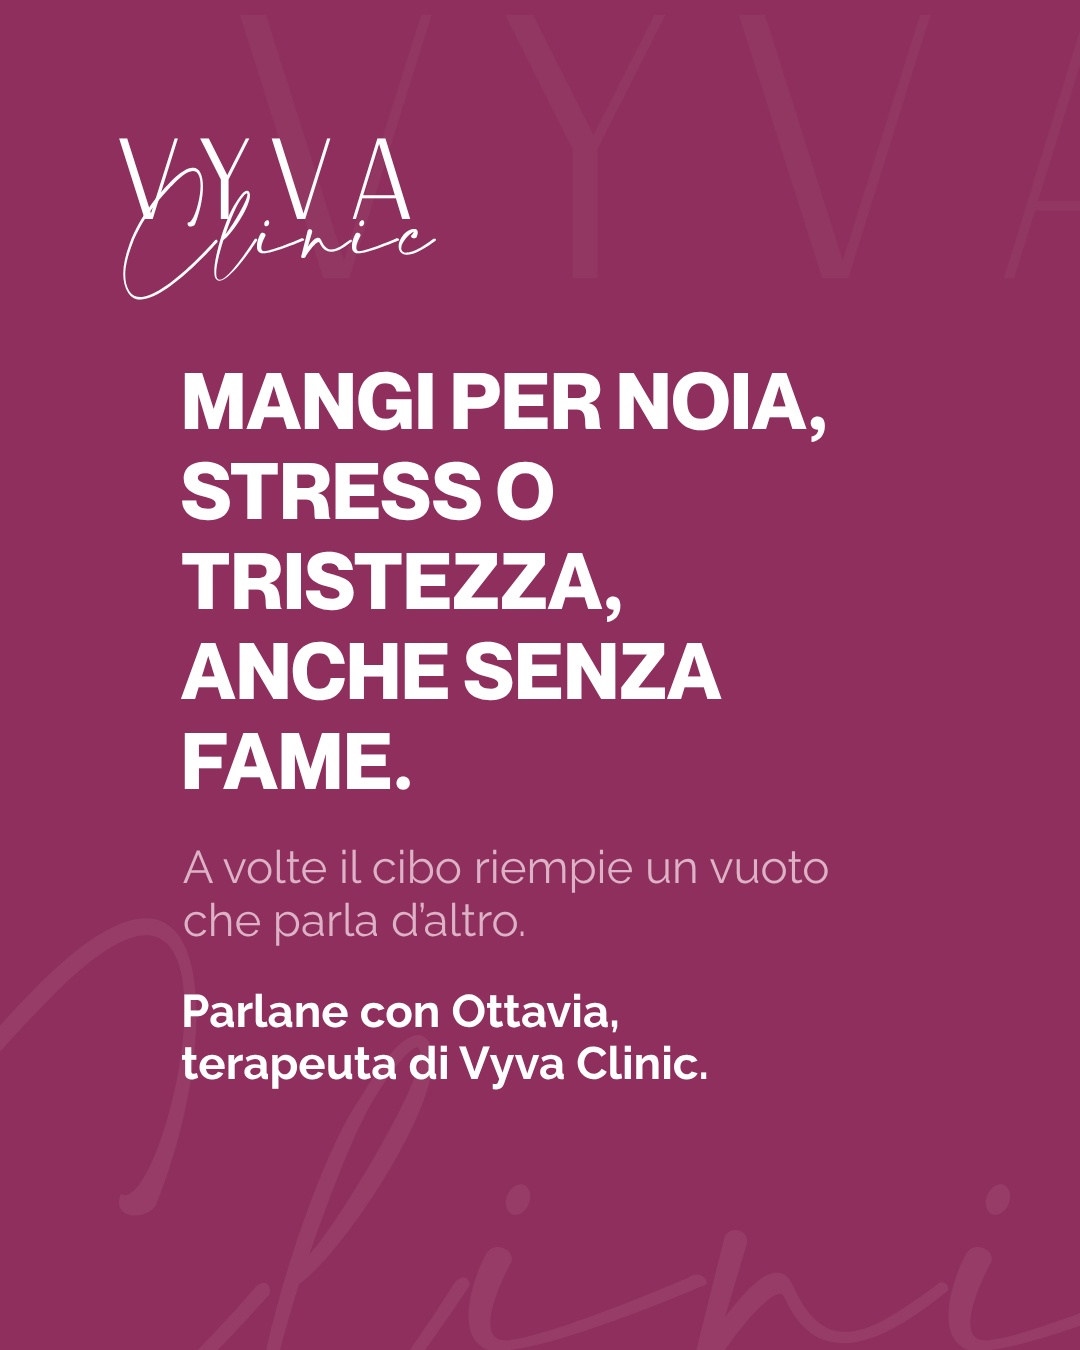 VYVA
Clinic
MANGI PER NOIA,
STRESS O
TRISTEZZA,
ANCHE SENZA
FAME.
A volte il cibo riempie un vuoto
che parla d’altro.
Parlane con Ottavia,
terapeuta di Vyva Clinic.